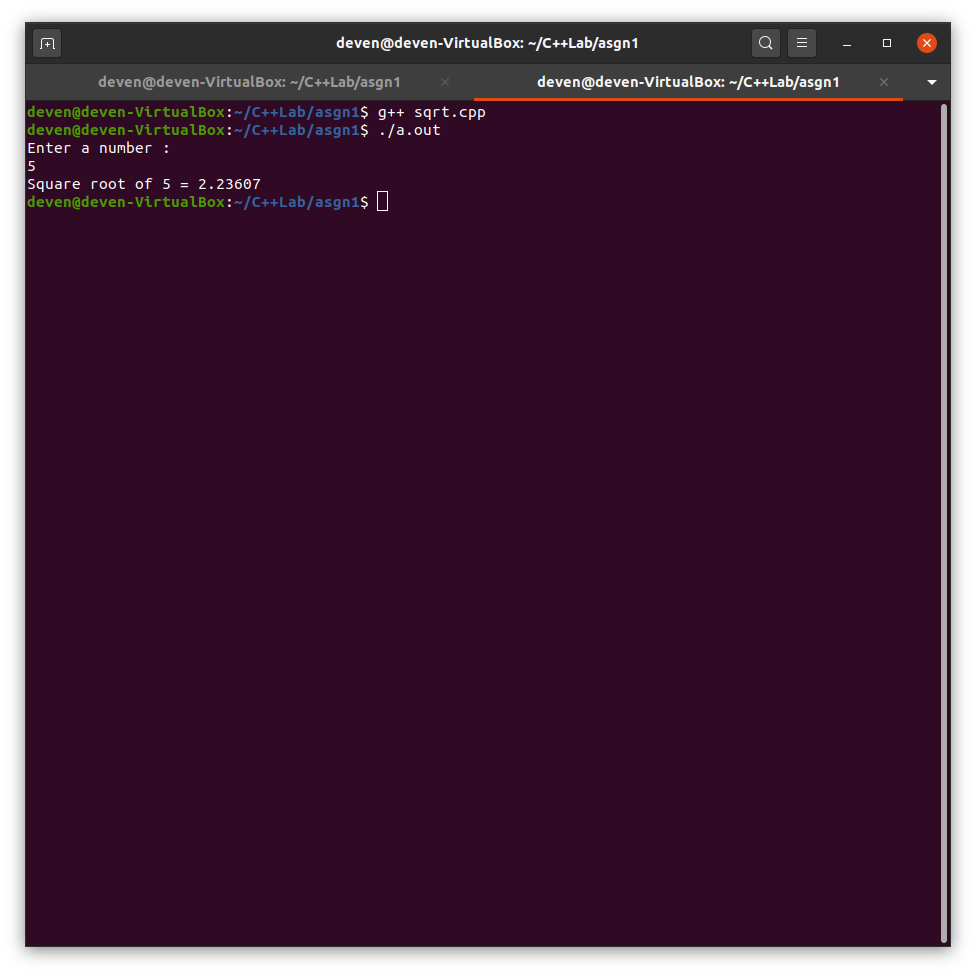 deven@deven-VirtualBox: ~/C++Lab/asgn1
deven@deven-VirtualBox: ~/C++Lab/asgn1
deven@deven-VirtualBox: ~/C++Lab/asgn1
deven@deven-VirtualBox:~/C++Lab/asgn1$ g++ sqrt.cpp
deven@deven-VirtualBox:~/C++Lab/asgn1$ ./a.out
Enter a number :
5
Square root of 5 = 2.23607
deven@deven-VirtualBox:~/C++Lab/asgn1$